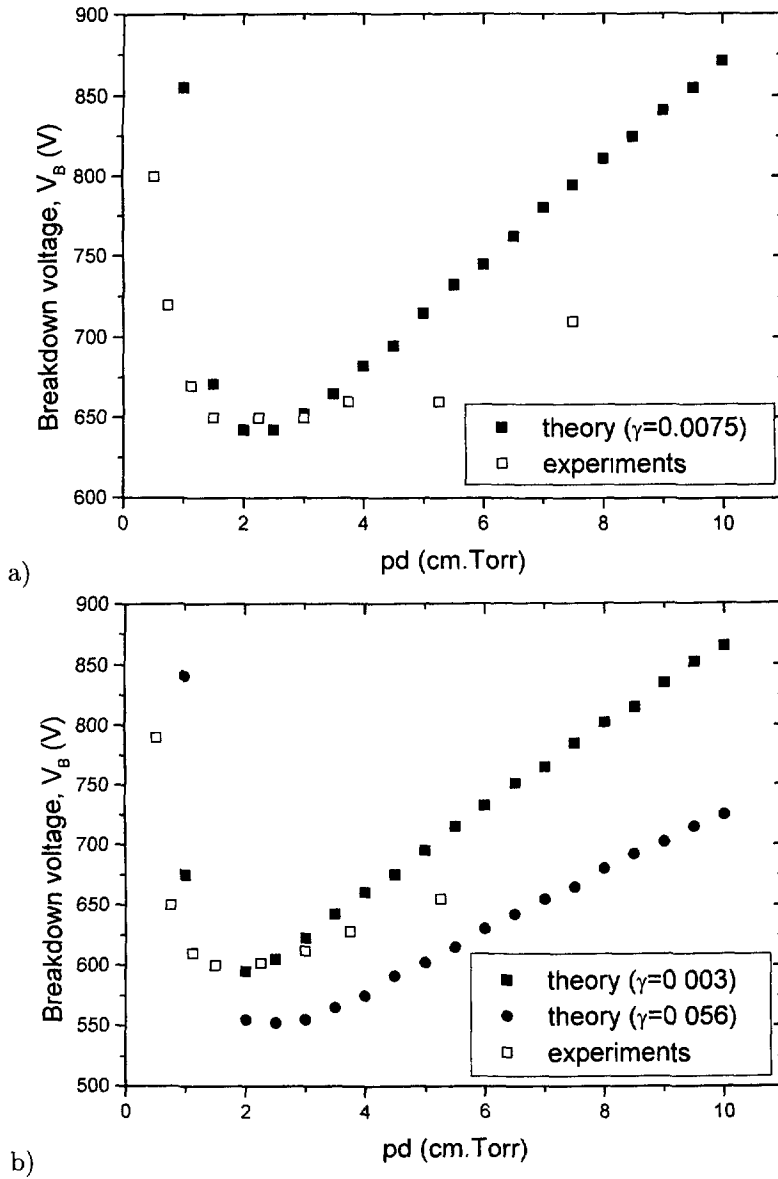 900
850
800
750
700
650
600
Breakdown voltage, V_B (V)
theory (γ=0.0075)
experiments
0 2 4 6 8 10
pd (cm.Torr)
a)
900
850
800
750
700
650
600
550
500
Breakdown voltage, V_B (V)
theory (γ=0 003)
theory (γ=0 056)
experiments
0 2 4 6 8 10
pd (cm.Torr)
b)